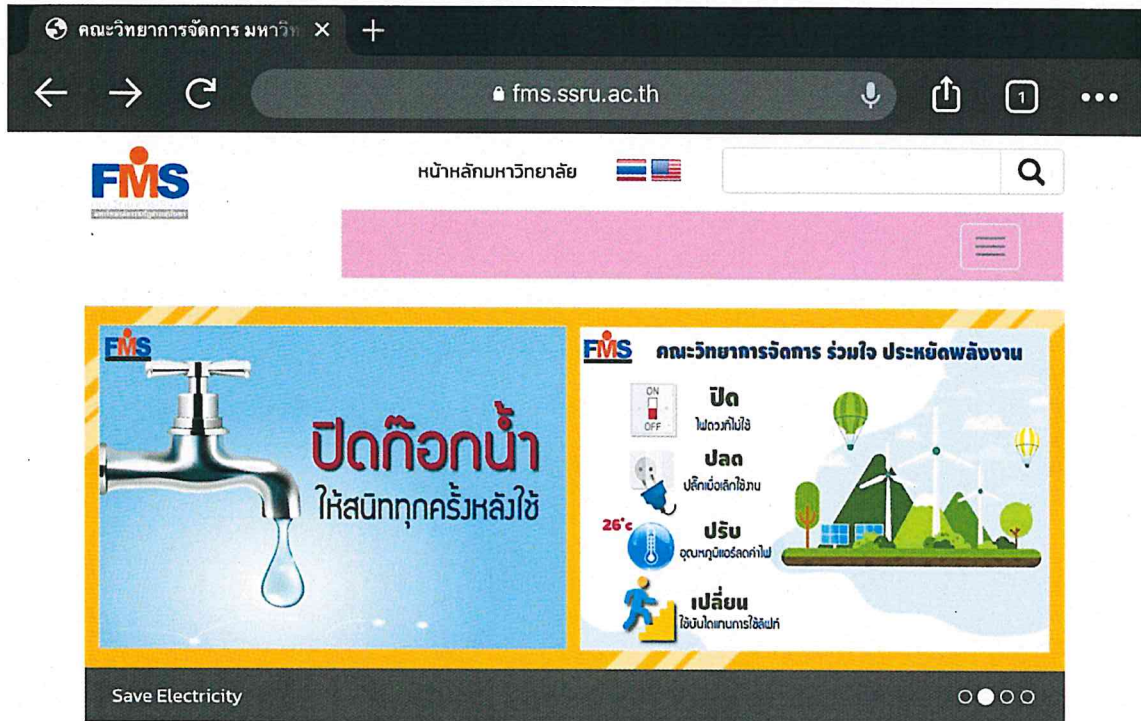 คณะวิทยาการจัดการ มหาวิท
fms.ssru.ac.th
1
FMS
หน้าหลักมหาวิทยาลัย
FMS
ปิดก๊อกน้ำ
ให้สนิททุกครั้งหลังใช้
FMS คณะวิทยาการจัดการ ร่วมใจ ประหยัดพลังงาน
ON
OFF
ปิด
ไฟดวงที่ไม่ใช้
ปลด
ปลั๊กเมื่อเลิกใช้งาน
26°c
ปรับ
อุณหภูมิแอร์ลดค่าไฟ
เปลี่ยน
ใช้บันไดแทนการใช้ลิฟท์
Save Electricity